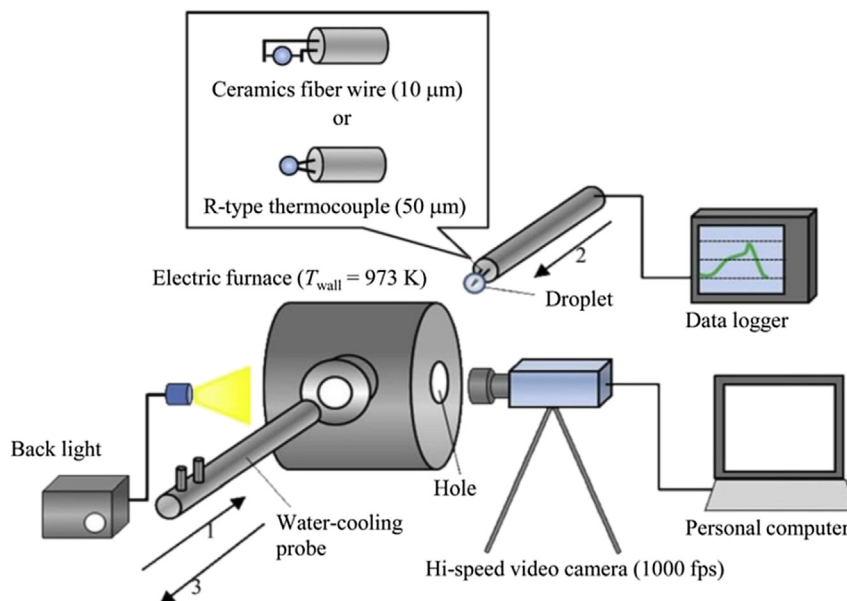 Ceramics fiber wire (10 μm)
or
R-type thermocouple (50 μm)
2
Electric furnace (Twall = 973 K)
Droplet
Data logger
Back light
Hole
Water-cooling
probe
1
3
Personal computer
Hi-speed video camera (1000 fps)